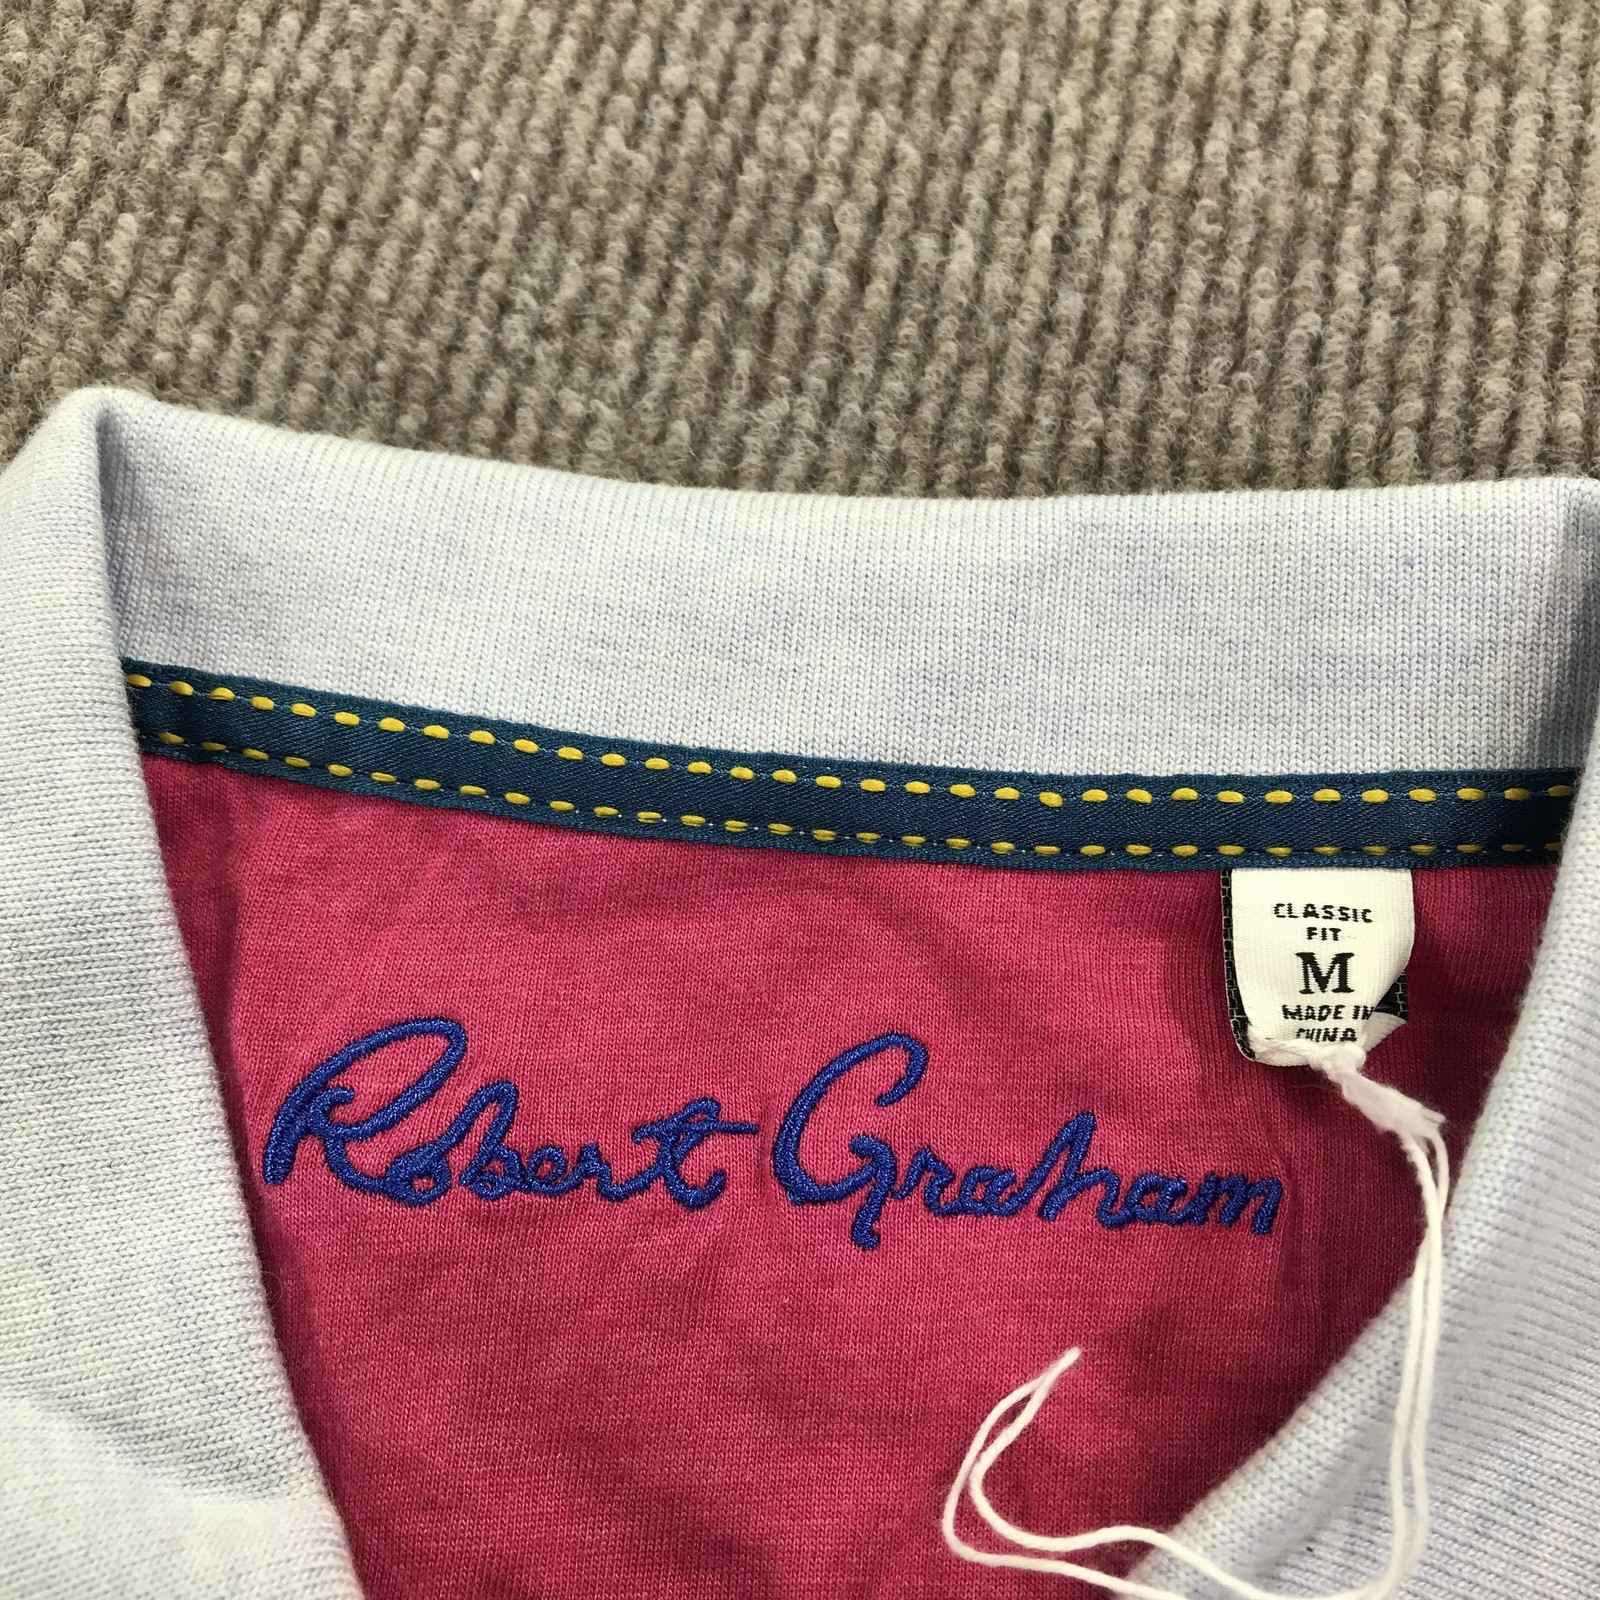 CLASSIC
FIT
M
MADE IN
CHINA
Robert Graham